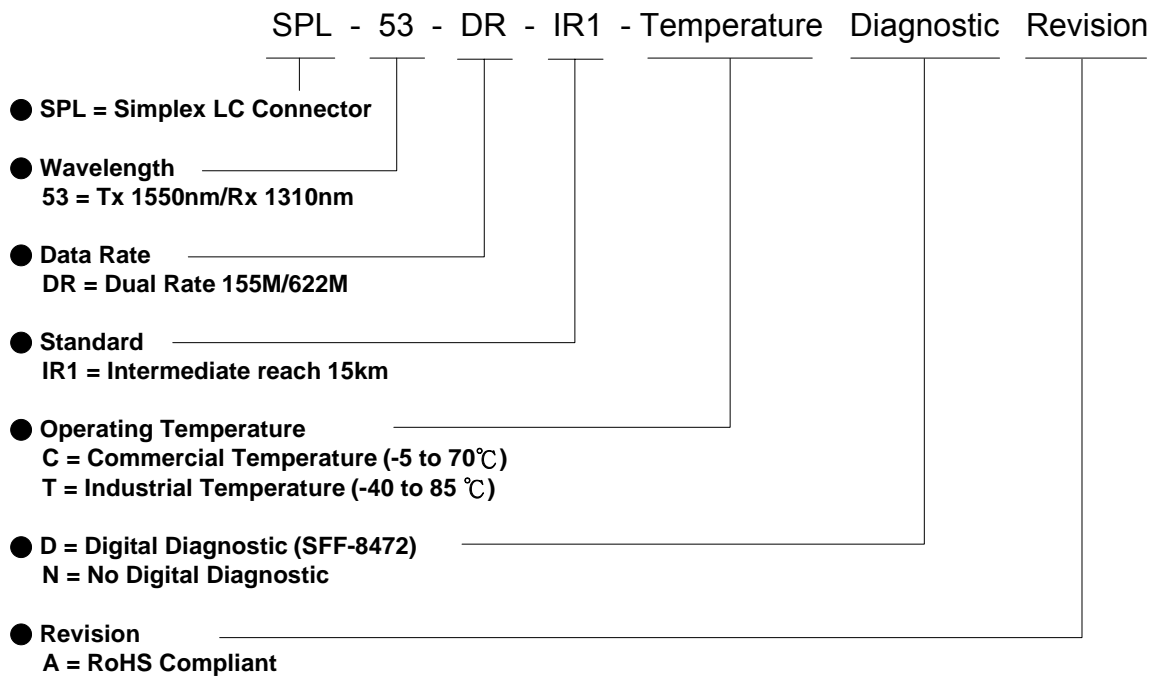 SPL - 53 - DR - IR1 - Temperature Diagnostic Revision
● SPL = Simplex LC Connector
● Wavelength
53 = Tx 1550nm/Rx 1310nm
● Data Rate
DR = Dual Rate 155M/622M
● Standard
IR1 = Intermediate reach 15km
● Operating Temperature
C = Commercial Temperature (-5 to 70℃)
T = Industrial Temperature (-40 to 85 ℃)
● D = Digital Diagnostic (SFF-8472)
N = No Digital Diagnostic
● Revision
A = RoHS Compliant